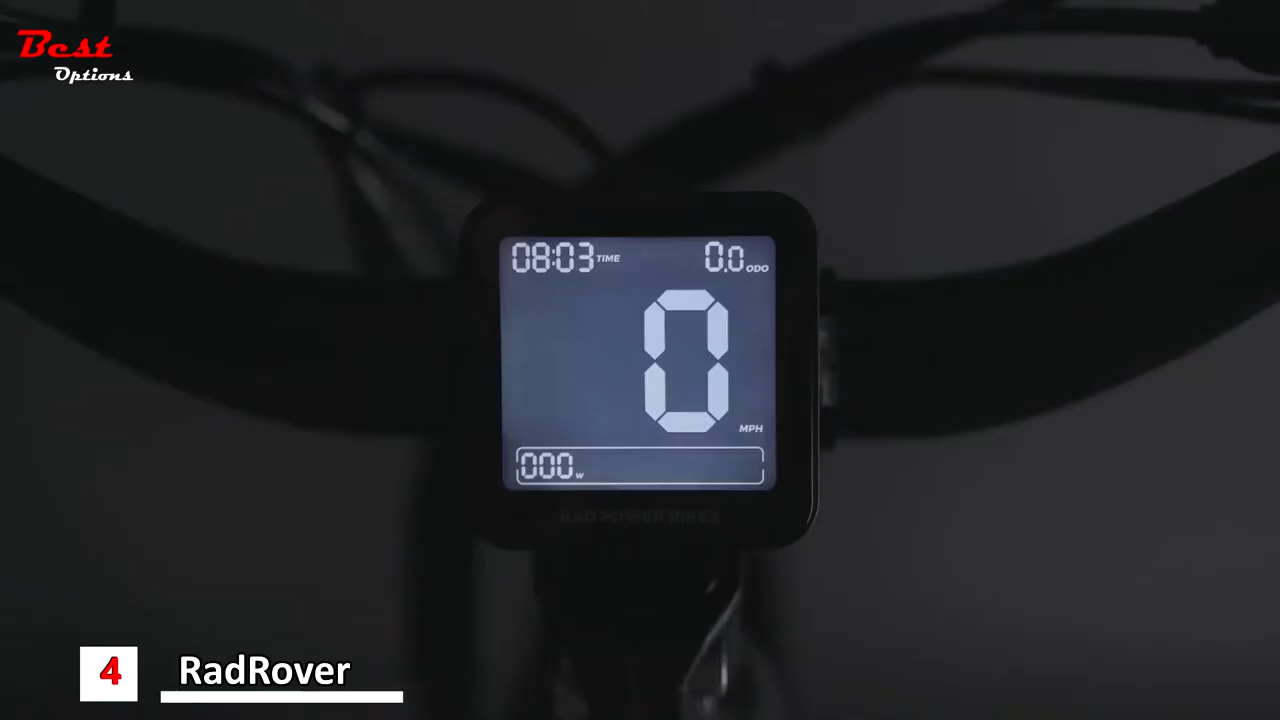 Best
Options
08:03 TIME 0.0 ODO
0
MPH
000 W
RAD POWER BIKES
4 RadRover